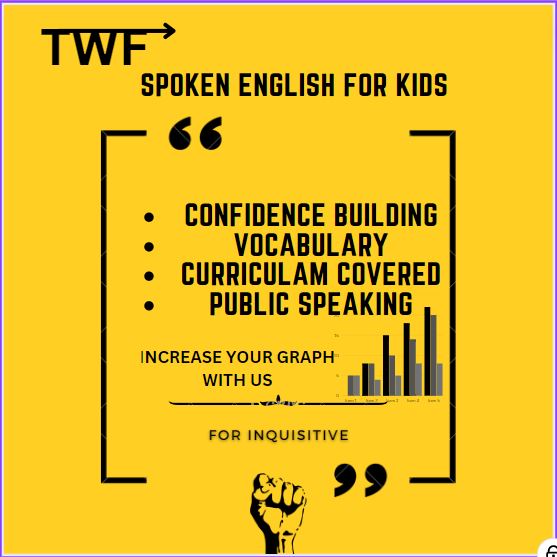 TWF
SPOKEN ENGLISH FOR KIDS
“
• CONFIDENCE BUILDING
• VOCABULARY
• CURRICULAM COVERED
• PUBLIC SPEAKING
INCREASE YOUR GRAPH
WITH US
FOR INQUISITIVE
”